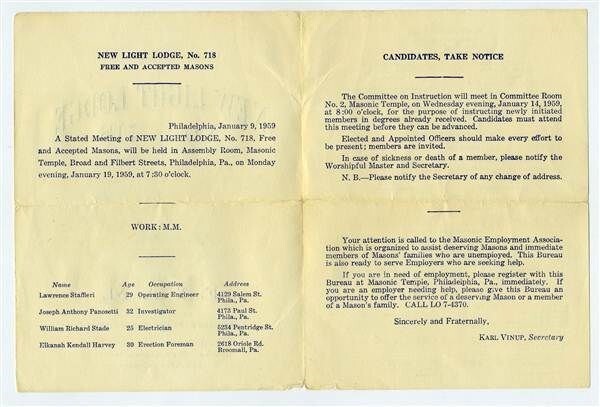 NEW LIGHT LODGE, No. 718
FREE AND ACCEPTED MASONS
Philadelphia, January 9, 1959
A Stated Meeting of NEW LIGHT LODGE, No. 718, Free
and Accepted Masons, will be held in Assembly Room, Masonic
Temple, Broad and Filbert Streets, Philadelphia, Pa., on Monday
evening, January 19, 1959, at 7:30 o'clock.
WORK: M.M.
Name Age Occupation Address
Lawrence Staffieri 29 Operating Engineer 4129 Salem St.
Phila., Pa.
Joseph Anthony Panosetti 32 Investigator 4173 Paul St.
Phila., Pa.
William Richard Stade 25 Electrician 5234 Pentridge St.
Phila., Pa.
Elkanah Kendall Harvey 30 Erection Foreman 2618 Oriole Rd.
Broomall, Pa.
CANDIDATES, TAKE NOTICE
The Committee on Instruction will meet in Committee Room
No. 2, Masonic Temple, on Wednesday evening, January 14, 1959,
at 8:00 o'clock, for the purpose of instructing newly initiated
members in degrees already received. Candidates must attend
this meeting before they can be advanced.
Elected and Appointed Officers should make every effort to
be present; members are invited.
In case of sickness or death of a member, please notify the
Worshipful Master and Secretary.
N. B.—Please notify the Secretary of any change of address.
Your attention is called to the Masonic Employment Associa-
tion which is organized to assist deserving Masons and immediate
members of Masons' families who are unemployed. This Bureau
is also ready to serve Employers who are seeking help.
If you are in need of employment, please register with this
Bureau at Masonic Temple, Philadelphia, Pa., immediately. If
you are an employer needing help, please give this Bureau an
opportunity to offer the service of a deserving Mason or a member
of a Mason's family. CALL LO 7-4370.
Sincerely and Fraternally,
KARL VINUP, Secretary